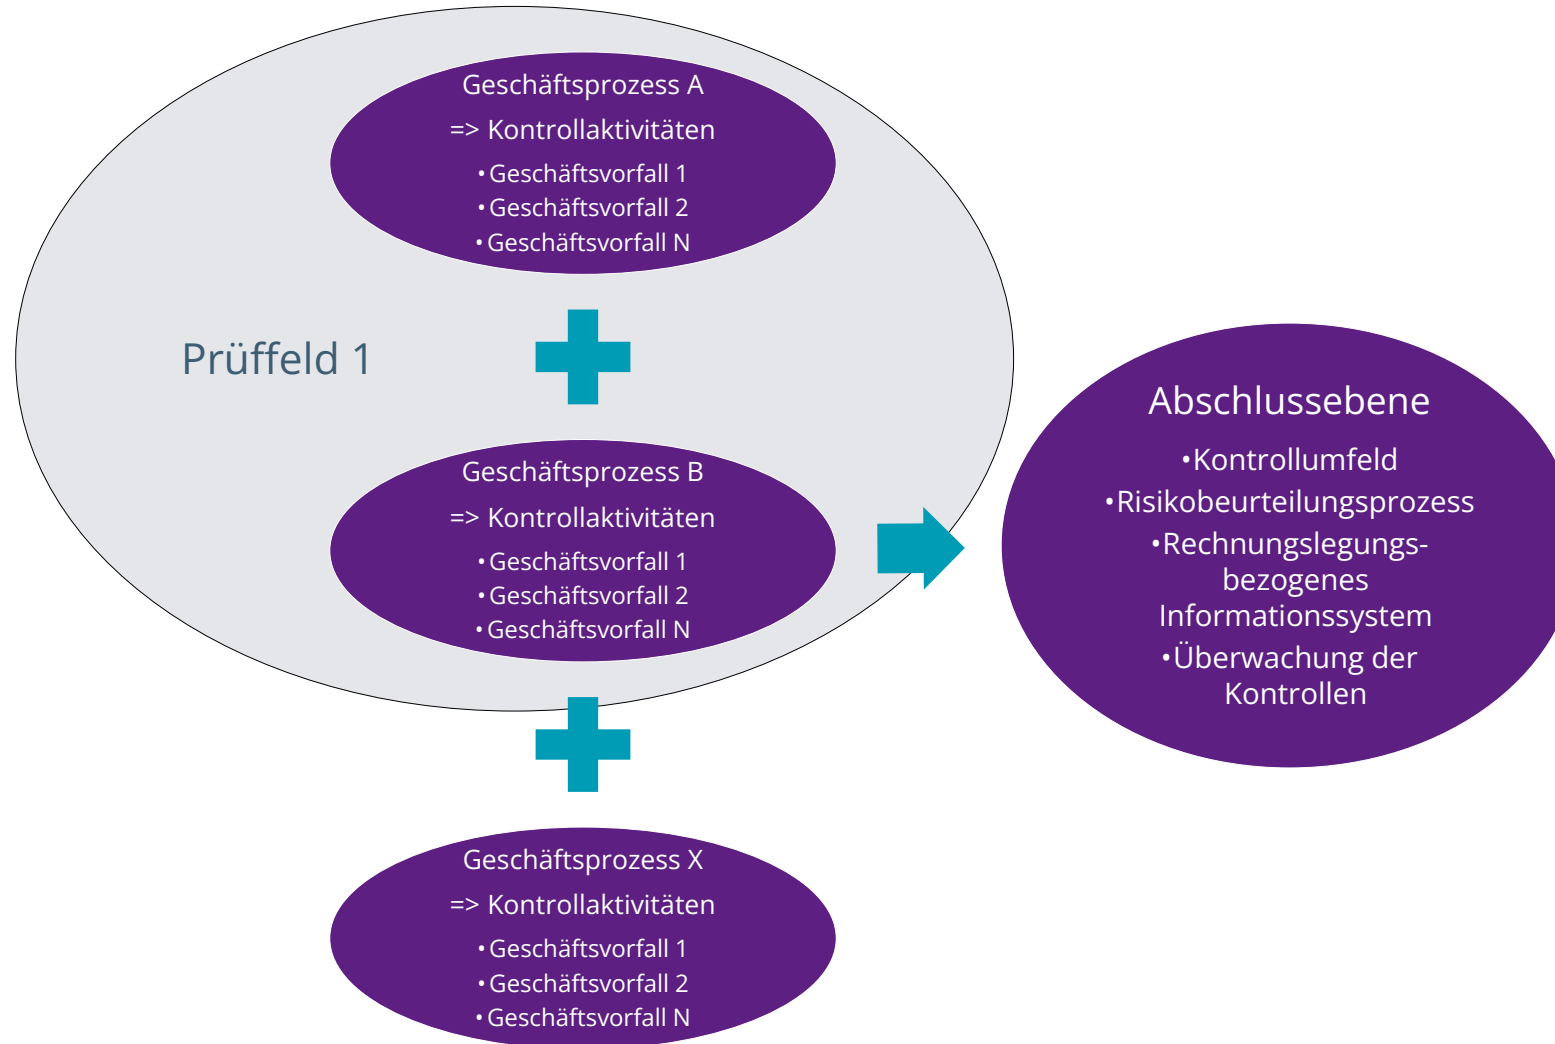 Geschäftsprozess A
=> Kontrollaktivitäten
•Geschäftsvorfall 1
•Geschäftsvorfall 2
•Geschäftsvorfall N
Prüffeld 1
Geschäftsprozess B
=> Kontrollaktivitäten
•Geschäftsvorfall 1
•Geschäftsvorfall 2
•Geschäftsvorfall N
Geschäftsprozess X
=> Kontrollaktivitäten
•Geschäftsvorfall 1
•Geschäftsvorfall 2
•Geschäftsvorfall N
Abschlussebene
•Kontrollumfeld
•Risikobeurteilungsprozess
•Rechnungslegungs-
bezogenes
Informationssystem
•Überwachung der
Kontrollen